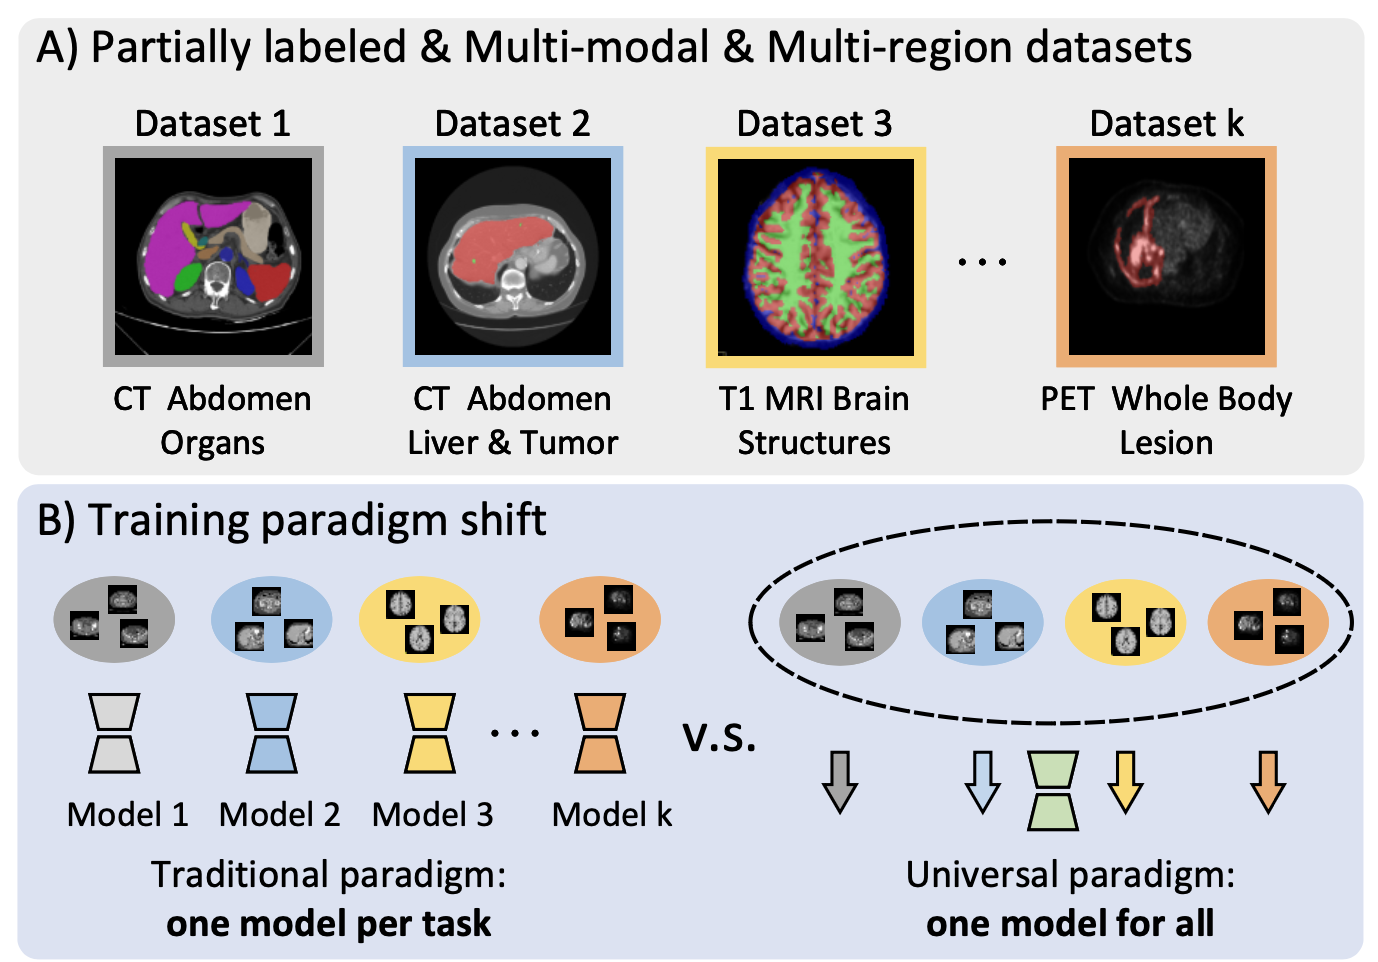 A) Partially labeled & Multi-modal & Multi-region datasets
Dataset 1
Dataset 2
Dataset 3
Dataset k
...
CT Abdomen
Organs
CT Abdomen
Liver & Tumor
T1 MRI Brain
Structures
PET Whole Body
Lesion
B) Training paradigm shift
...
v.s.
Model 1
Model 2
Model 3
Model k
Traditional paradigm:
one model per task
Universal paradigm:
one model for all